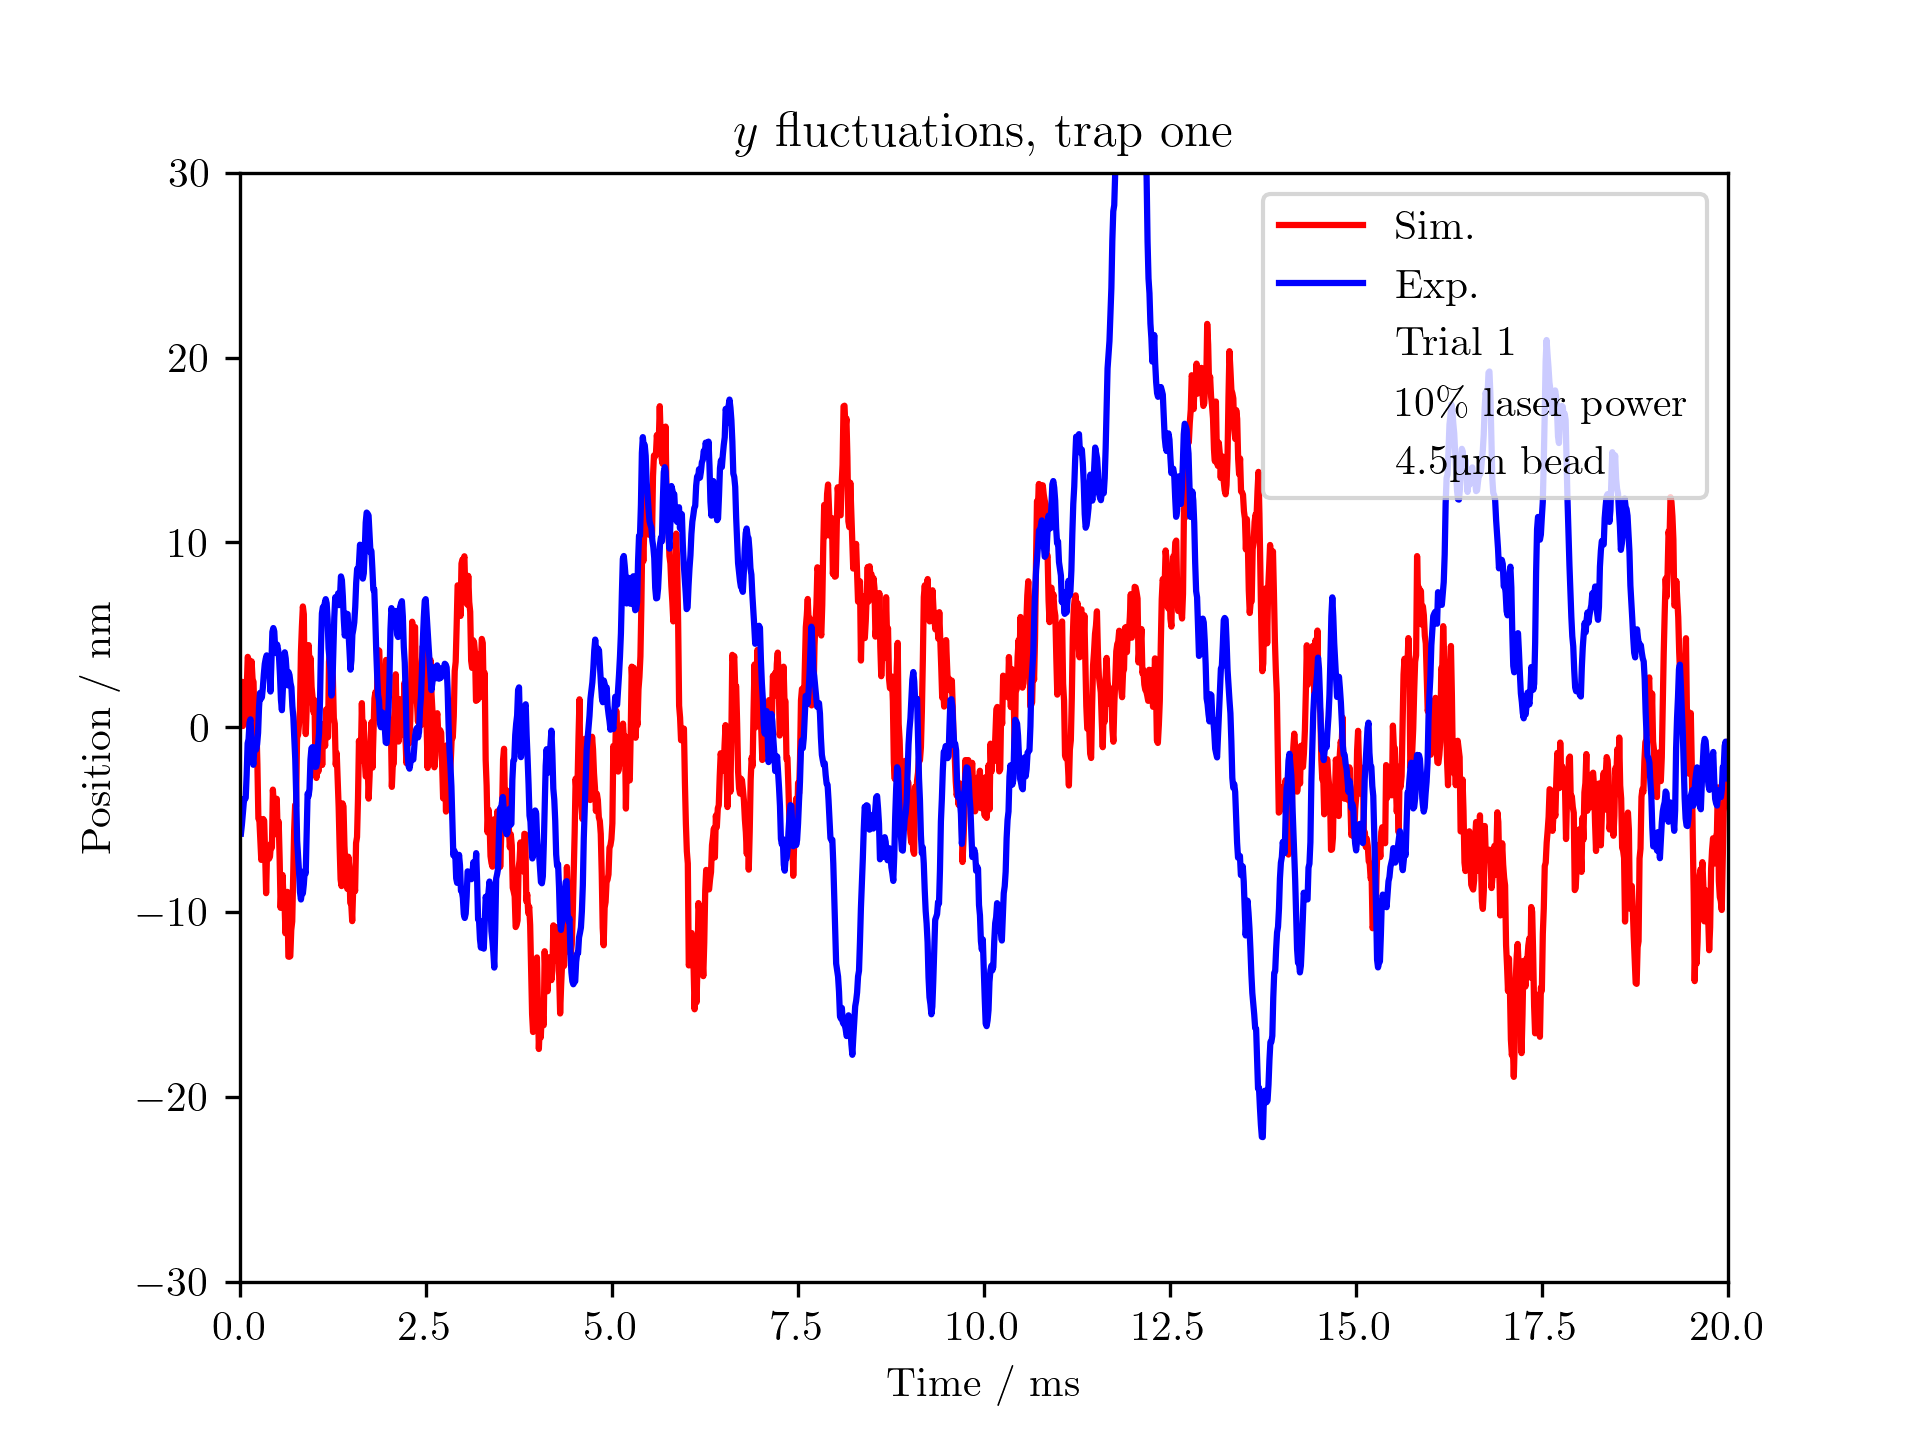 y fluctuations, trap one
30
20
10
0
−10
−20
−30
Position / nm
Sim.
Exp.
Trial 1
10% laser power
4.5µm bead
0.0 2.5 5.0 7.5 10.0 12.5 15.0 17.5 20.0
Time / ms